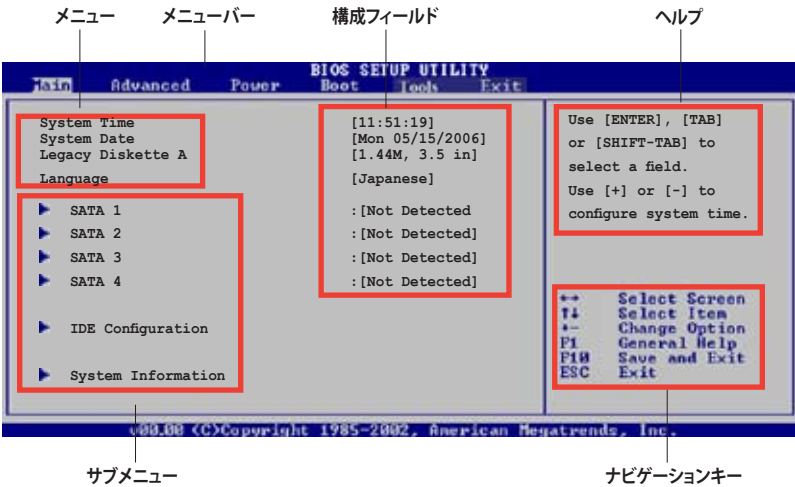 メニュー メニューバー 構成フィールド ヘルプ
BIOS SETUP UTILITY
Main Advanced Power Boot Tools Exit
System Time [11:51:19]
System Date [Mon 05/15/2006]
Legacy Diskette A [1.44M, 3.5 in]
Language [Japanese]
SATA 1 :[Not Detected
SATA 2 :[Not Detected]
SATA 3 :[Not Detected]
SATA 4 :[Not Detected]
IDE Configuration
System Information
Use [ENTER], [TAB]
or [SHIFT-TAB] to
select a field.
Use [+] or [-] to
configure system time.
←→ Select Screen
↑↓ Select Item
+- Change Option
F1 General Help
F10 Save and Exit
ESC Exit
v00.00 (C)Copyright 1985-2002, American Megatrends, Inc.
サブメニュー ナビゲーションキー